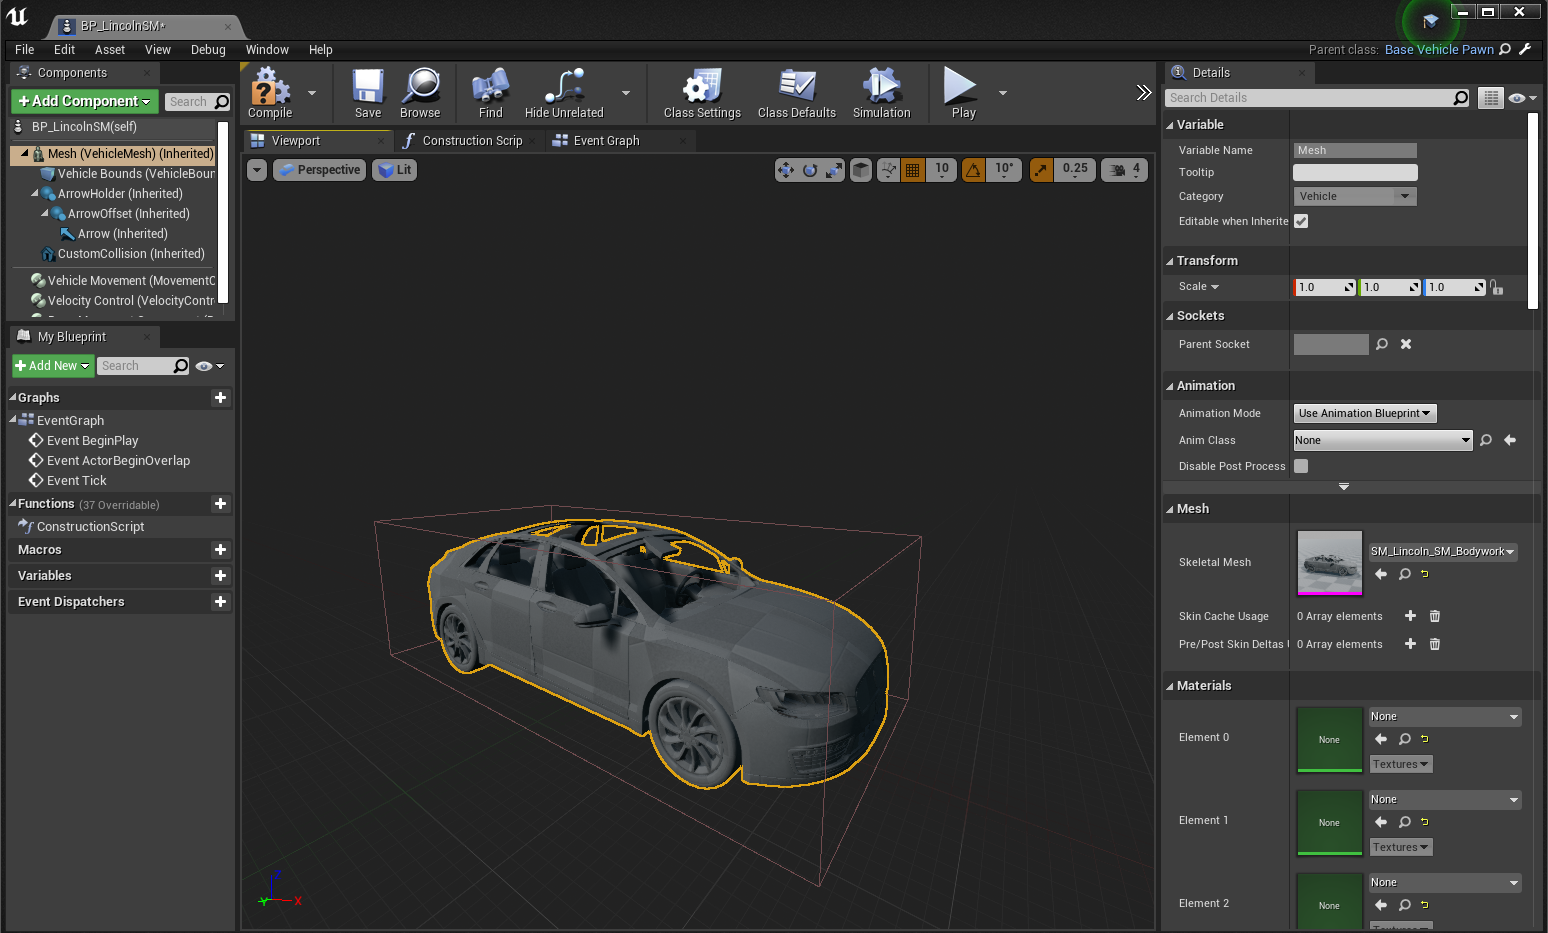 BP_LincolnSM*
File Edit Asset View Debug Window Help
Parent class: Base Vehicle Pawn
Components
+Add Component
Search
BP_LincolnSM(self)
Mesh (VehicleMesh) (Inherited)
Vehicle Bounds (VehicleBoun
ArrowHolder (Inherited)
ArrowOffset (Inherited)
Arrow (Inherited)
CustomCollision (Inherited)
Vehicle Movement (MovementC
Velocity Control (VelocityContr
My Blueprint
+Add New
Search
Graphs
EventGraph
Event BeginPlay
Event ActorBeginOverlap
Event Tick
Functions (37 Overridable)
ConstructionScript
Macros
Variables
Event Dispatchers
Compile
Save
Browse
Find
Hide Unrelated
Class Settings
Class Defaults
Simulation
Play
Viewport
Construction Scrip
Event Graph
Perspective
Lit
10
10°
0.25
4
Z
Y
X
Details
Search Details
Variable
Variable Name Mesh
Tooltip
Category Vehicle
Editable when Inherite
Transform
Scale 1.0 1.0 1.0
Sockets
Parent Socket
Animation
Animation Mode Use Animation Blueprint
Anim Class None
Disable Post Process
Mesh
Skeletal Mesh SM_Lincoln_SM_Bodywork
Skin Cache Usage 0 Array elements
Pre/Post Skin Deltas 0 Array elements
Materials
Element 0 None None
Textures
Element 1 None None
Textures
Element 2 None None